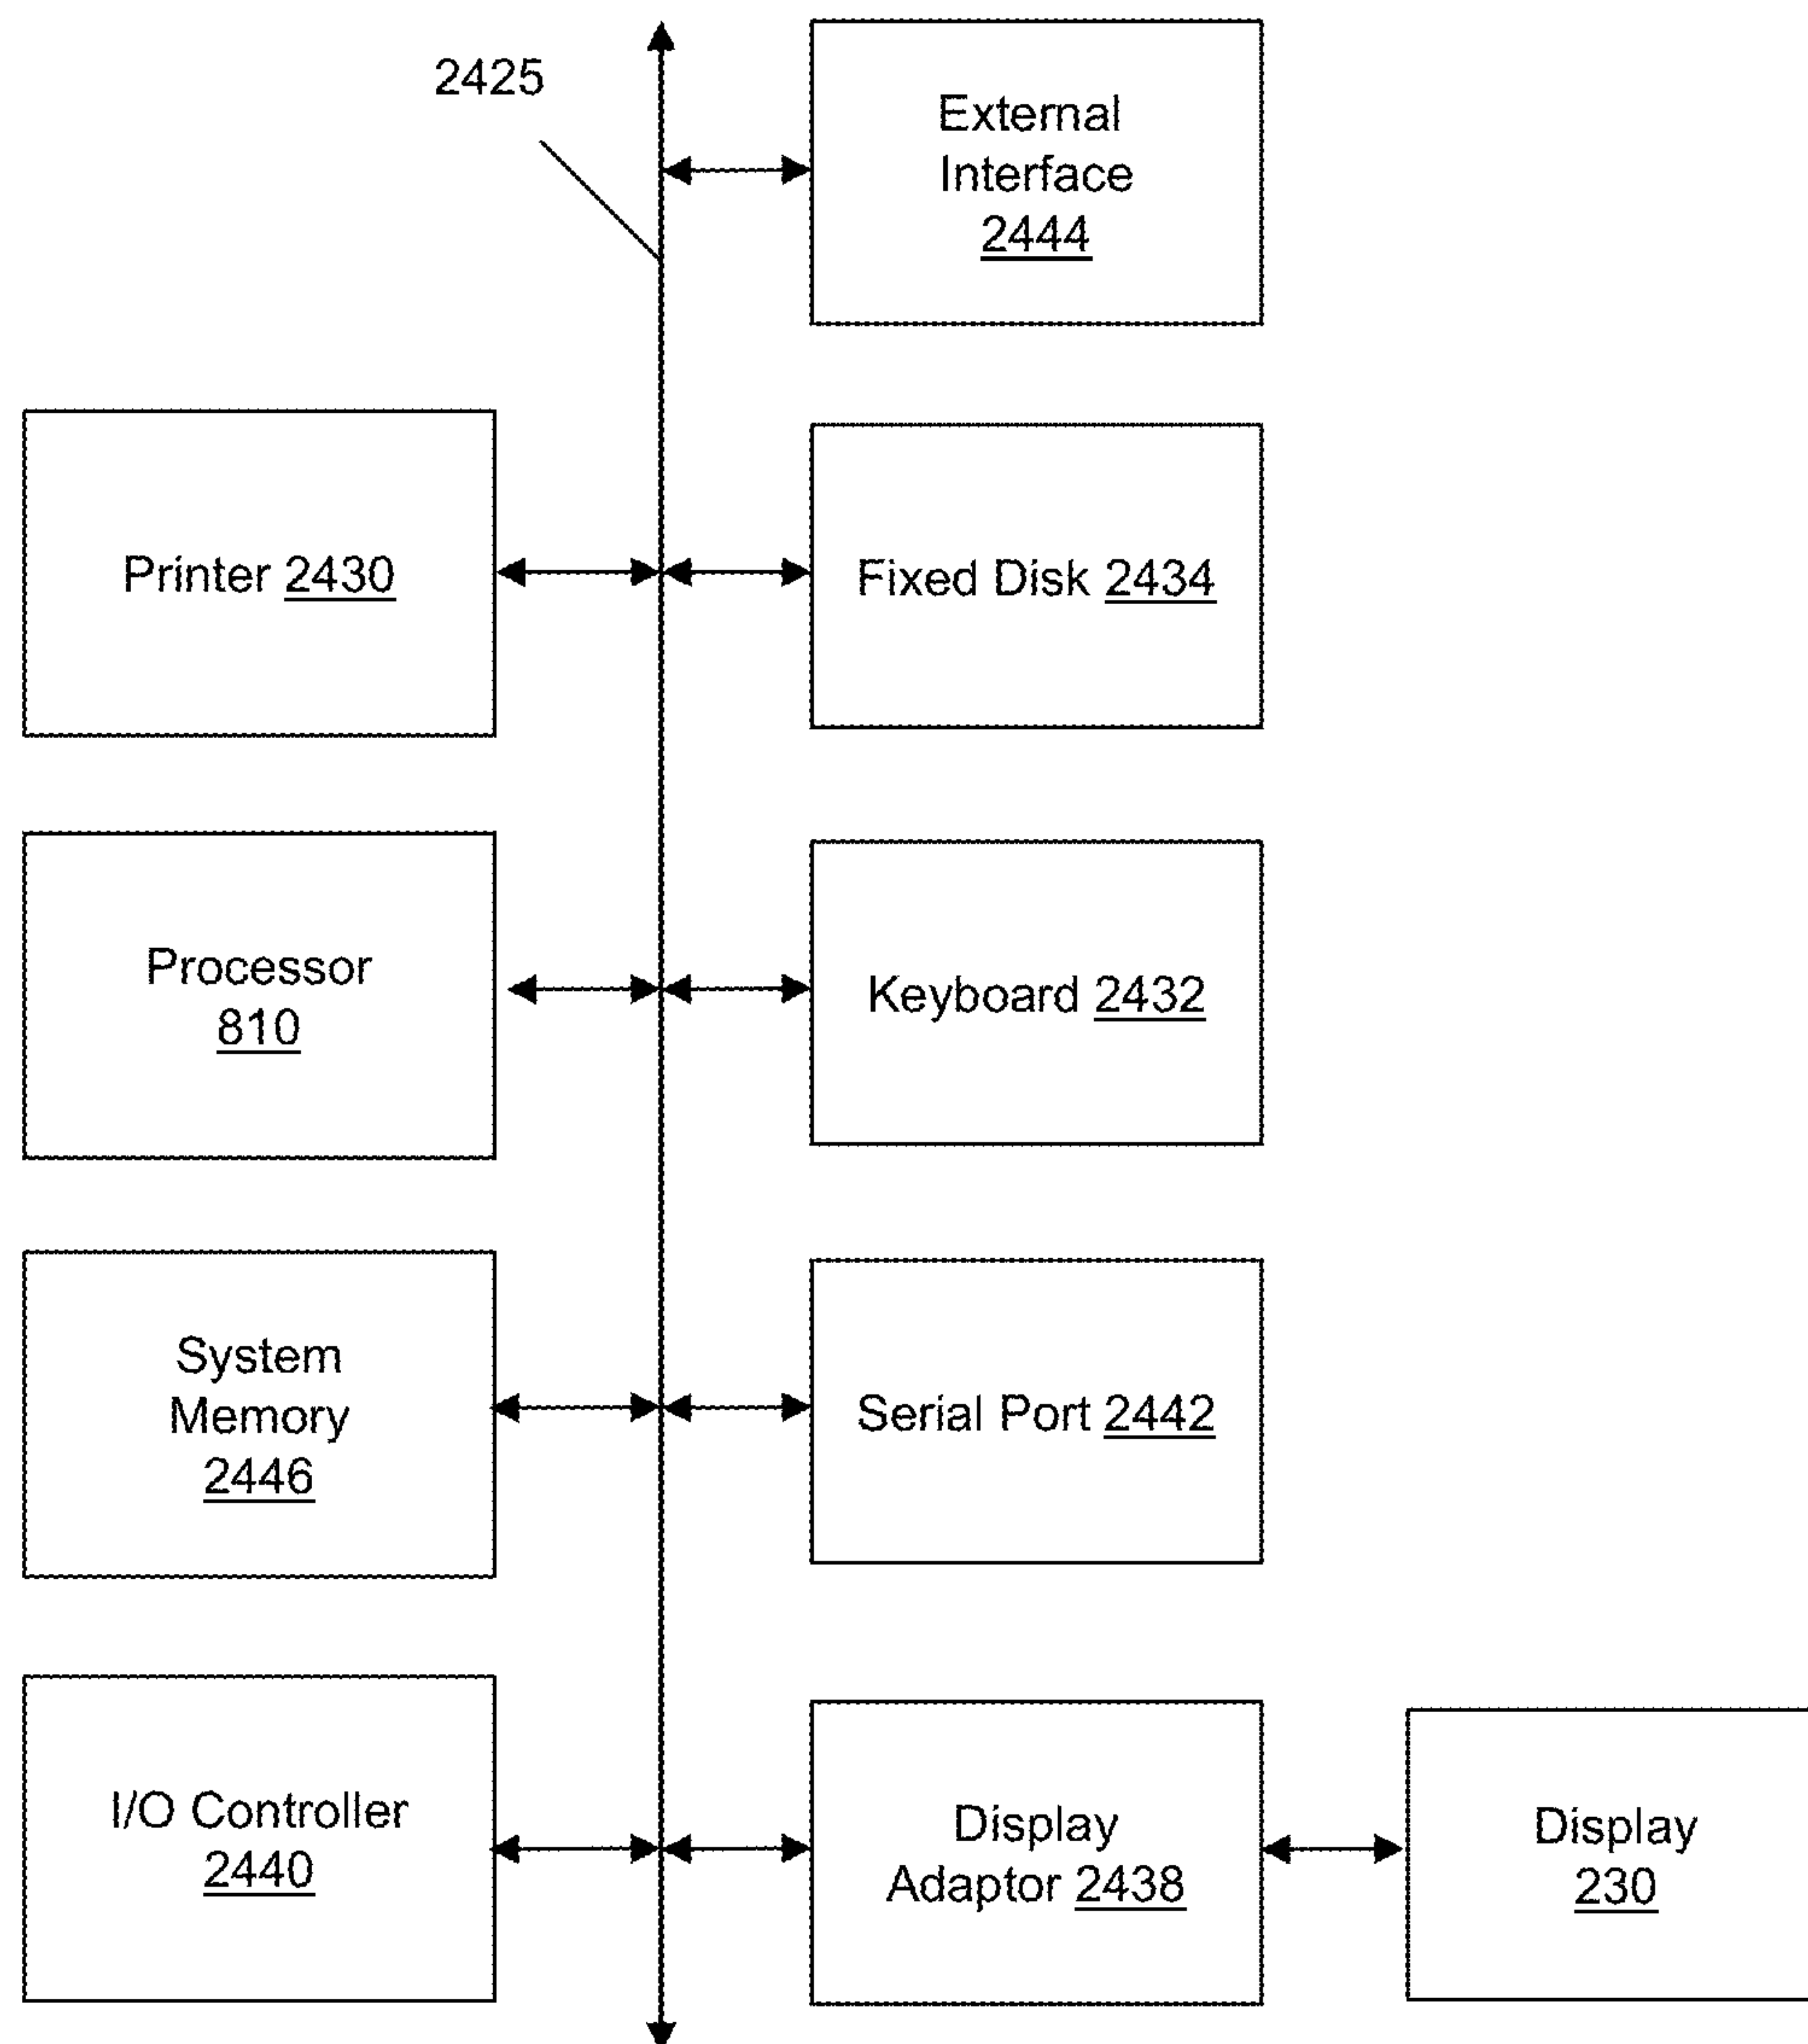 2425
External
Interface
2444
Printer 2430
Fixed Disk 2434
Processor
810
Keyboard 2432
System
Memory
2446
Serial Port 2442
I/O Controller
2440
Display
Adaptor 2438
Display
230